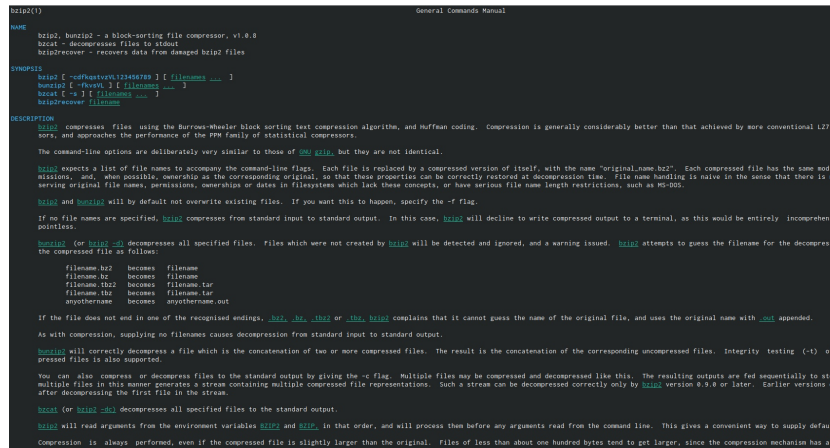 bzip2(1) General Commands Manual
NAME
bzip2, bunzip2 - a block-sorting file compressor, v1.0.8
bzcat - decompresses files to stdout
bzip2recover - recovers data from damaged bzip2 files
SYNOPSIS
bzip2 [ -cdfkqstvzVL123456789 ] [ filenames ... ]
bunzip2 [ -fkvsVL ] [ filenames ... ]
bzcat [ -s ] [ filenames ... ]
bzip2recover filename
DESCRIPTION
bzip2 compresses files using the Burrows-Wheeler block sorting text compression algorithm, and Huffman coding. Compression is generally considerably better than that achieved by more conventional LZ7
sors, and approaches the performance of the PPM family of statistical compressors.
The command-line options are deliberately very similar to those of GNU gzip, but they are not identical.
bzip2 expects a list of file names to accompany the command-line flags. Each file is replaced by a compressed version of itself, with the name "original_name.bz2". Each compressed file has the same mod
missions, and, when possible, ownership as the corresponding original, so that these properties can be correctly restored at decompression time. File name handling is naive in the sense that there is
serving original file names, permissions, ownerships or dates in filesystems which lack these concepts, or have serious file name length restrictions, such as MS-DOS.
bzip2 and bunzip2 will by default not overwrite existing files. If you want this to happen, specify the -f flag.
If no file names are specified, bzip2 compresses from standard input to standard output. In this case, bzip2 will decline to write compressed output to a terminal, as this would be entirely incomprehen
pointless.
bunzip2 (or bzip2 -d) decompresses all specified files. Files which were not created by bzip2 will be detected and ignored, and a warning issued. bzip2 attempts to guess the filename for the decompres
the compressed file as follows:
filename.bz2 becomes filename
filename.bz becomes filename
filename.tbz2 becomes filename.tar
filename.tbz becomes filename.tar
anyothername becomes anyothername.out
If the file does not end in one of the recognised endings, .bz2, .bz, .tbz2 or .tbz, bzip2 complains that it cannot guess the name of the original file, and uses the original name with .out appended.
As with compression, supplying no filenames causes decompression from standard input to standard output.
bunzip2 will correctly decompress a file which is the concatenation of two or more compressed files. The result is the concatenation of the corresponding uncompressed files. Integrity testing (-t) o
pressed files is also supported.
You can also compress or decompress files to the standard output by giving the -c flag. Multiple files may be compressed and decompressed like this. The resulting outputs are fed sequentially to st
multiple files in this manner generates a stream containing multiple compressed file representations. Such a stream can be decompressed correctly only by bzip2 version 0.9.0 or later. Earlier versions
after decompressing the first file in the stream.
bzcat (or bzip2 -dc) decompresses all specified files to the standard output.
bzip2 will read arguments from the environment variables BZIP2 and BZIP, in that order, and will process them before any arguments read from the command line. This gives a convenient way to supply defau
Compression is always performed, even if the compressed file is slightly larger than the original. Files of less than about one hundred bytes tend to get larger, since the compression mechanism has a